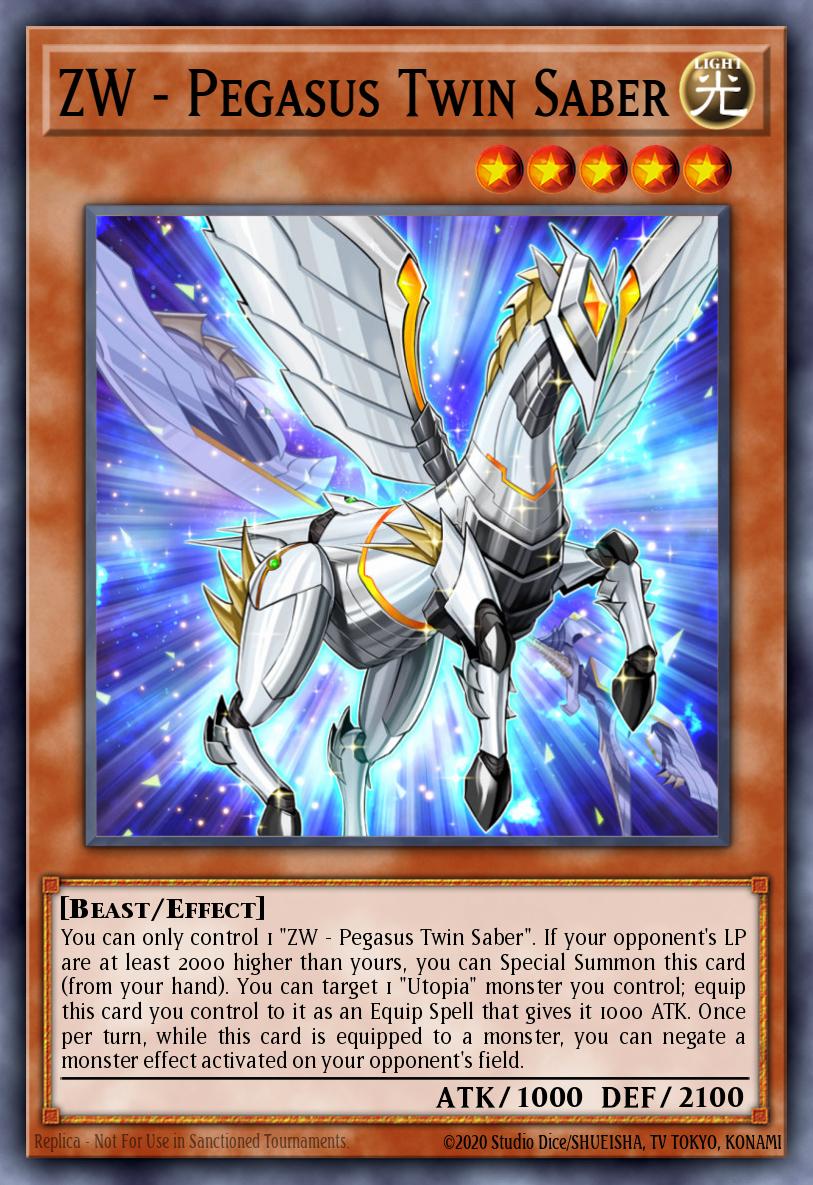 ZW - Pegasus Twin Saber
LIGHT
光
[Beast/Effect]
You can only control 1 "ZW - Pegasus Twin Saber". If your opponent's LP
are at least 2000 higher than yours, you can Special Summon this card
(from your hand). You can target 1 "Utopia" monster you control; equip
this card you control to it as an Equip Spell that gives it 1000 ATK. Once
per turn, while this card is equipped to a monster, you can negate a
monster effect activated on your opponent's field.
ATK/1000 DEF/2100
Replica - Not For Use in Sanctioned Tournaments.
©2020 Studio Dice/SHUEISHA, TV TOKYO, KONAMI